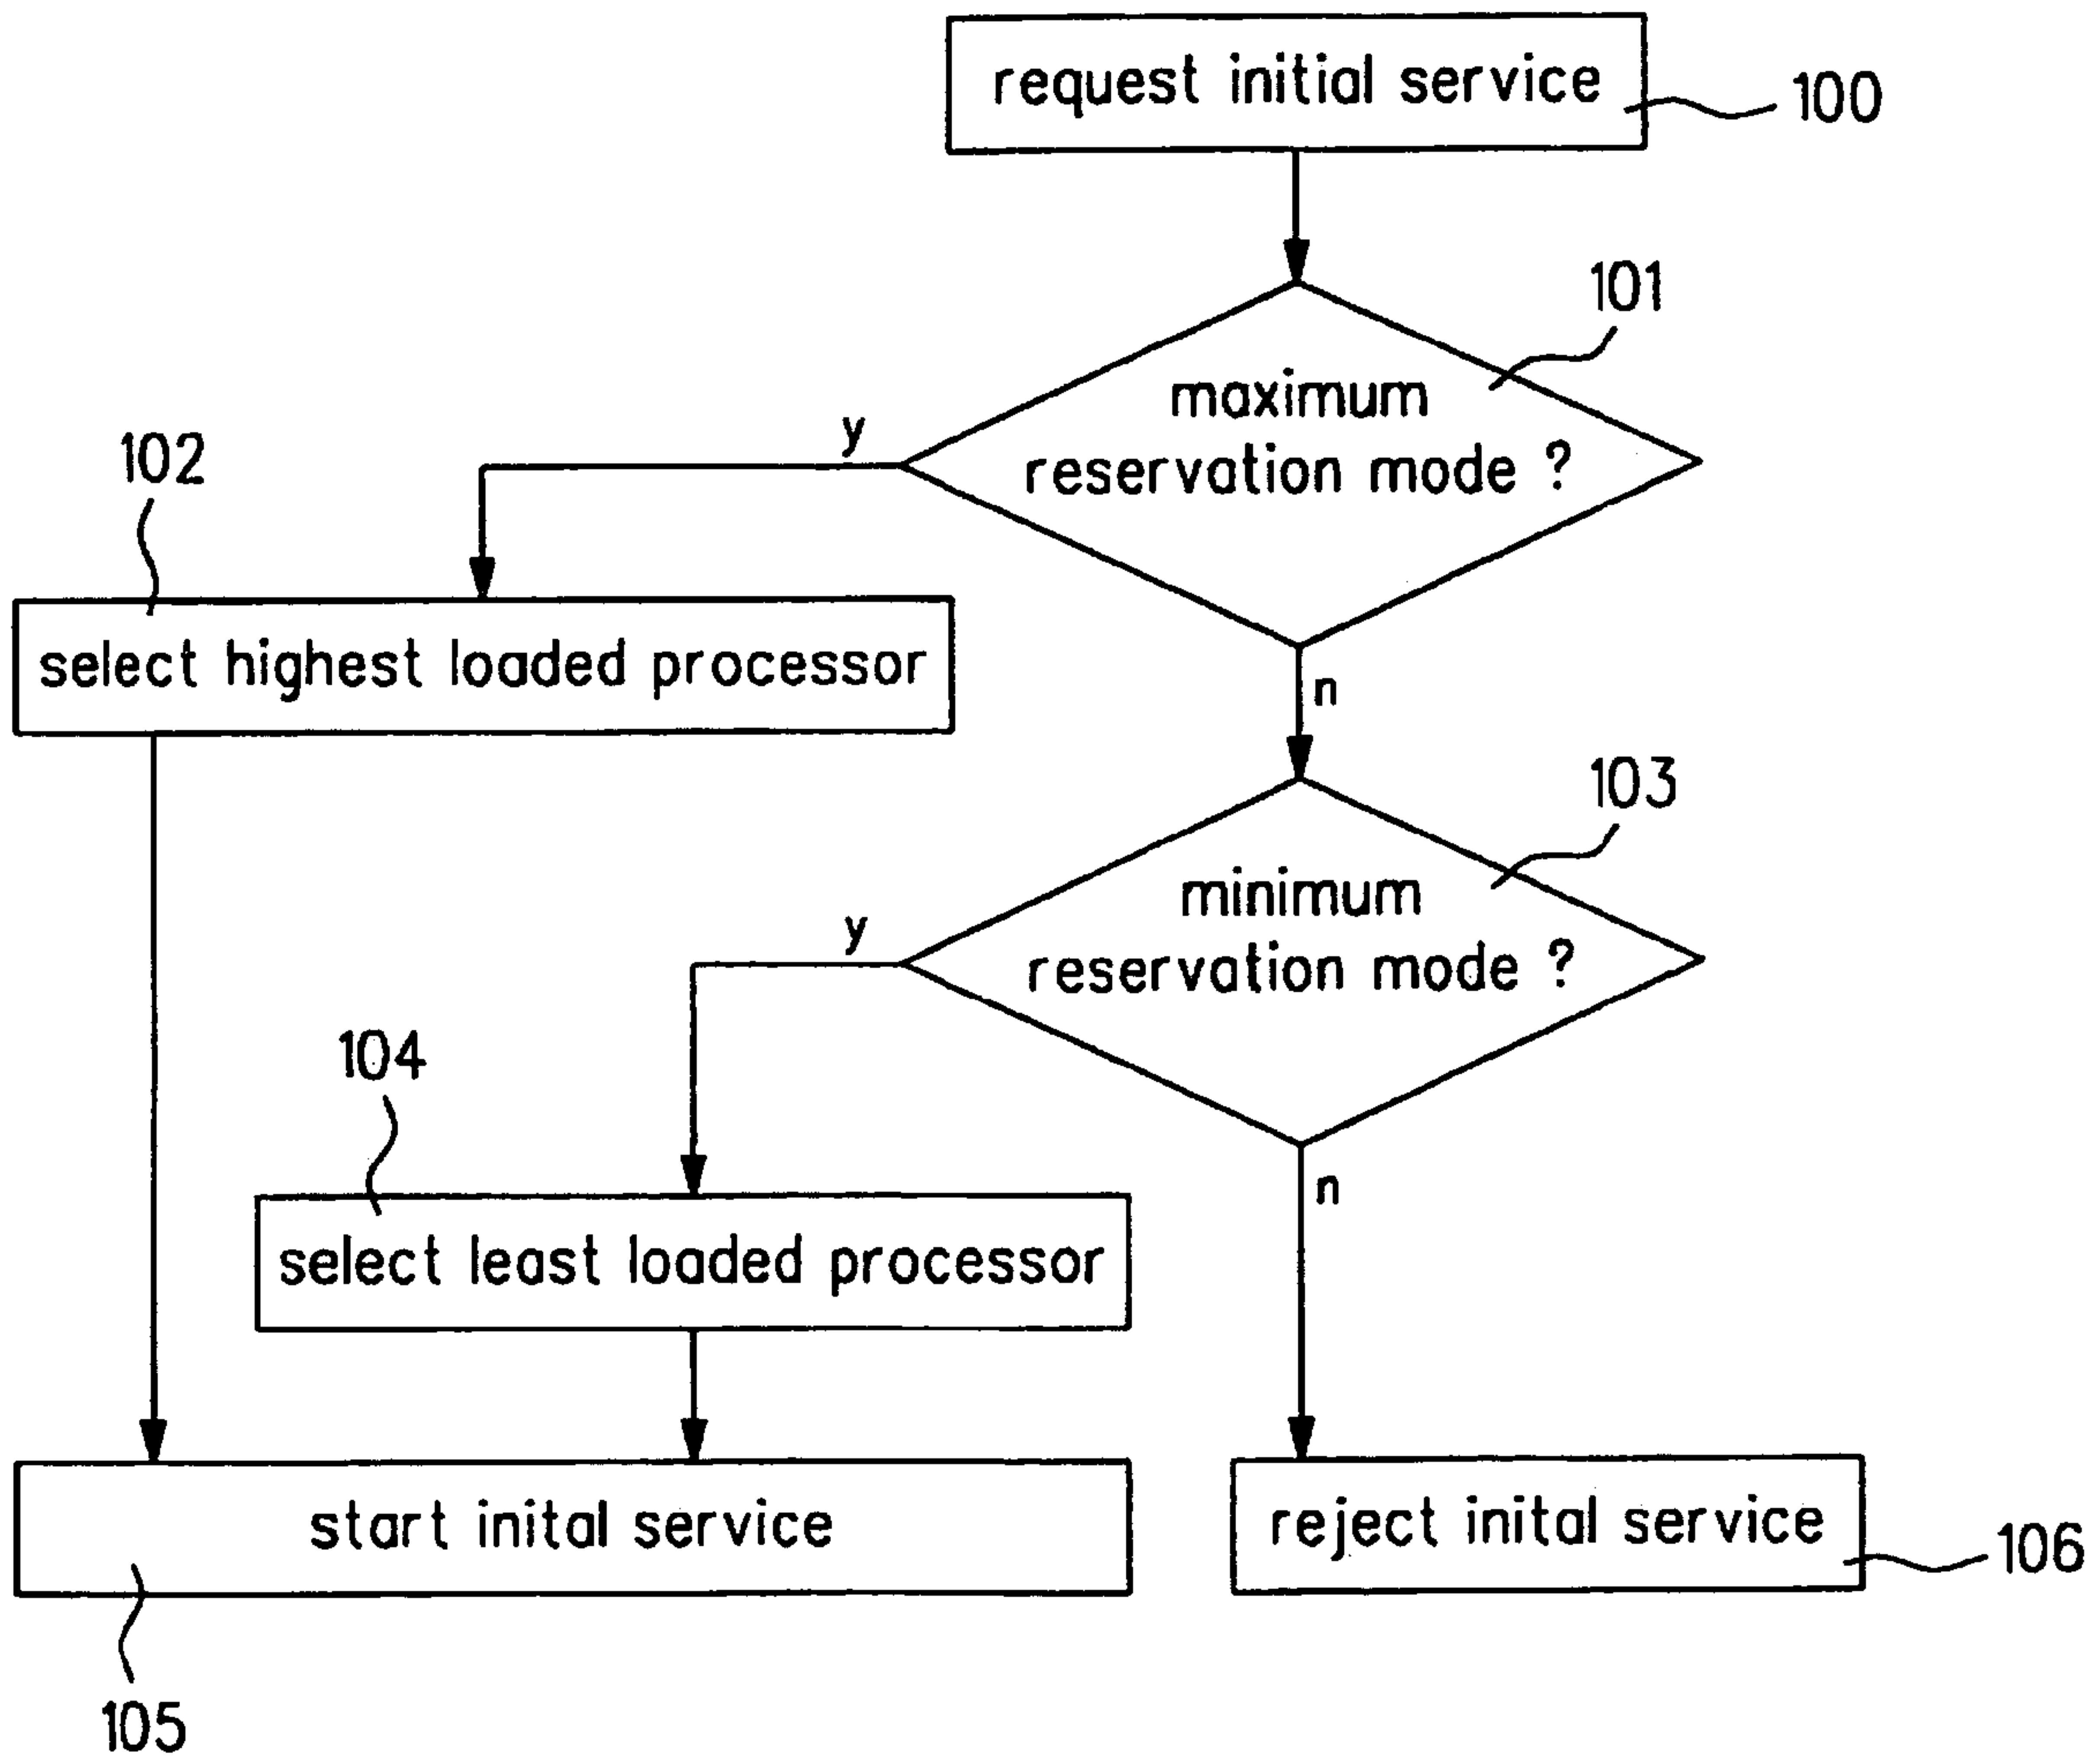 request initial service
100
101
maximum
reservation mode ?
y
102
select highest loaded processor
n
103
minimum
reservation mode ?
y
104
n
select least loaded processor
start inital service
reject inital service
106
105